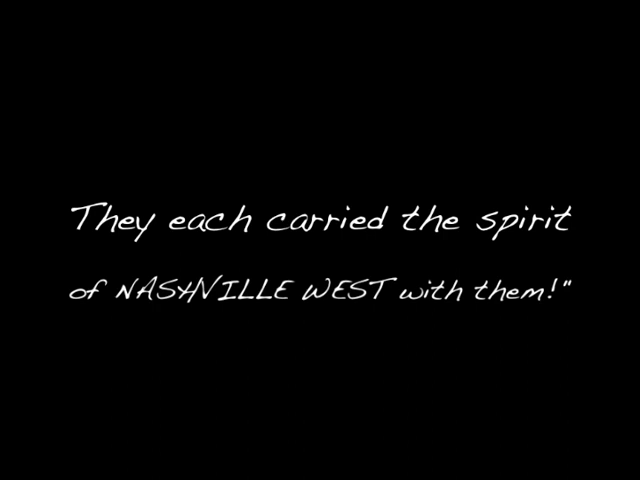 They each carried the spirit
of NASHVILLE WEST with them!"